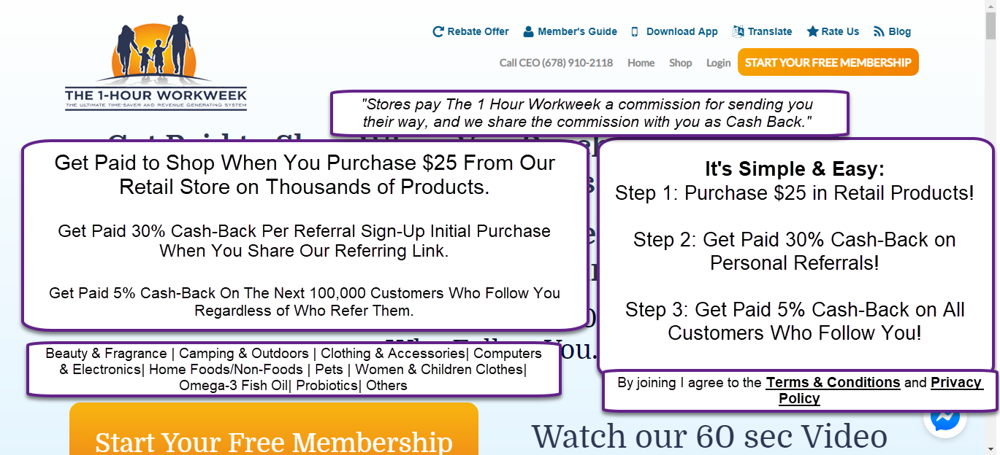 Rebate Offer Member's Guide Download App Translate Rate Us Blog
Call CEO (678) 910-2118 Home Shop Login START YOUR FREE MEMBERSHIP
THE 1-HOUR WORKWEEK
THE ULTIMATE TIME-SAVER AND REVENUE GENERATING SYSTEM
"Stores pay The 1 Hour Workweek a commission for sending you
their way, and we share the commission with you as Cash Back."
Get Paid to Shop When You Purchase $25 From Our
Retail Store on Thousands of Products.
Get Paid 30% Cash-Back Per Referral Sign-Up Initial Purchase
When You Share Our Referring Link.
Get Paid 5% Cash-Back On The Next 100,000 Customers Who Follow You
Regardless of Who Refer Them.
It's Simple & Easy:
Step 1: Purchase $25 in Retail Products!
Step 2: Get Paid 30% Cash-Back on
Personal Referrals!
Step 3: Get Paid 5% Cash-Back on All
Customers Who Follow You!
Beauty & Fragrance | Camping & Outdoors | Clothing & Accessories| Computers
& Electronics| Home Foods/Non-Foods | Pets | Women & Children Clothes|
Omega-3 Fish Oil| Probiotics| Others
By joining I agree to the Terms & Conditions and Privacy
Policy
Start Your Free Membership
Watch our 60 sec Video